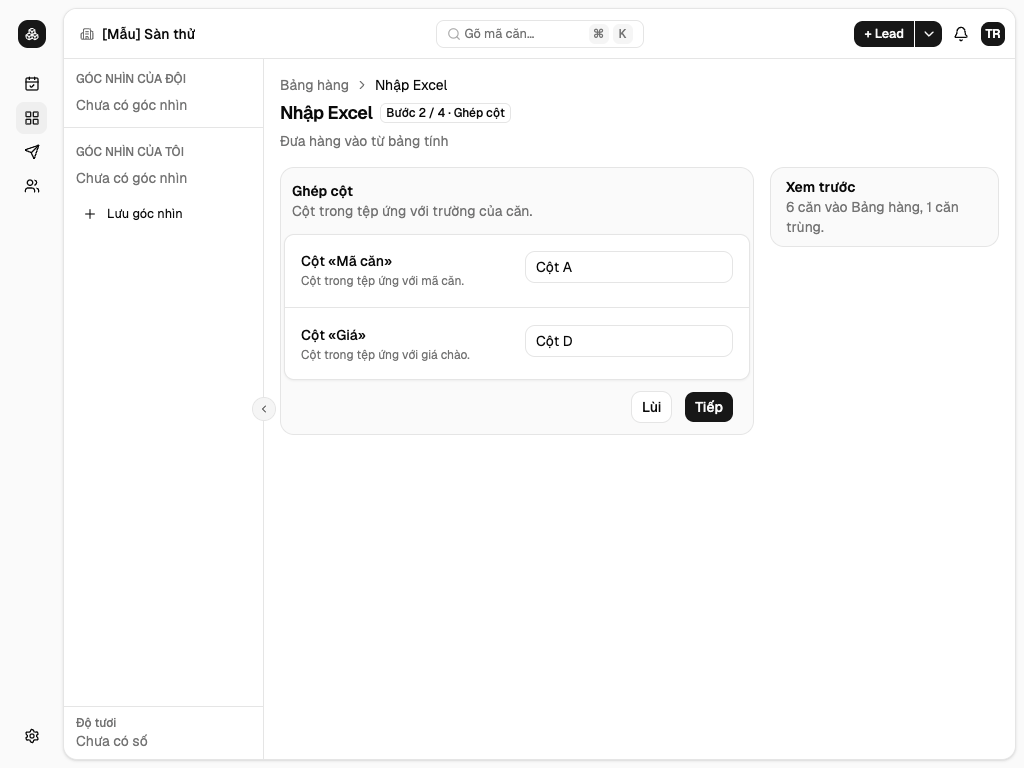 [Mẫu] Sàn thử
Gõ mã căn…
⌘ K
+ Lead
TR
GÓC NHÌN CỦA ĐỘI
Chưa có góc nhìn
GÓC NHÌN CỦA TÔI
Chưa có góc nhìn
Lưu góc nhìn
Độ tươi
Chưa có số
Bảng hàng > Nhập Excel
Nhập Excel
Bước 2 / 4 · Ghép cột
Đưa hàng vào từ bảng tính
Ghép cột
Cột trong tệp ứng với trường của căn.
Cột «Mã căn»
Cột trong tệp ứng với mã căn.
Cột A
Cột «Giá»
Cột trong tệp ứng với giá chào.
Cột D
Lùi
Tiếp
Xem trước
6 căn vào Bảng hàng, 1 căn
trùng.